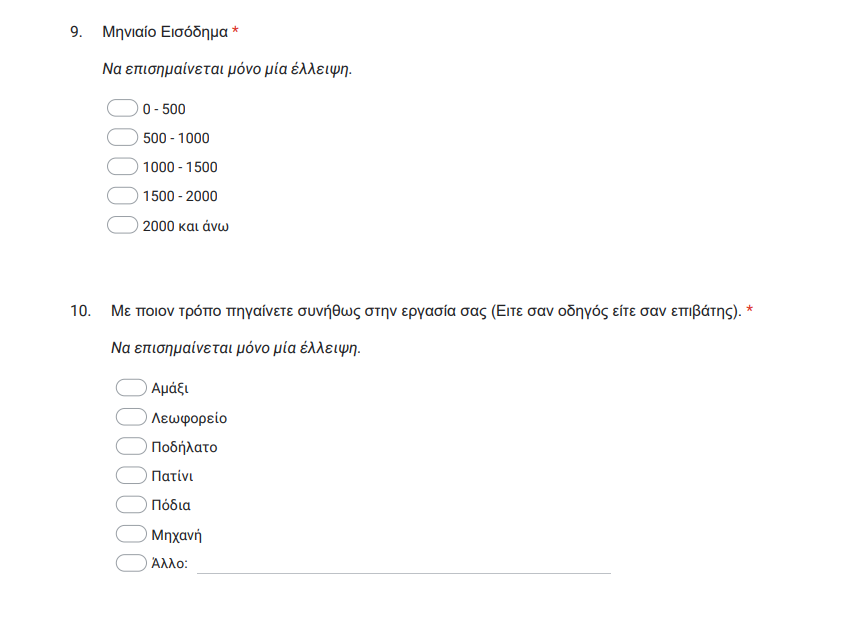 9. Μηνιαίο Εισόδημα *
Να επισημαίνεται μόνο μία έλλειψη.
0 - 500
500 - 1000
1000 - 1500
1500 - 2000
2000 και άνω
10. Με ποιον τρόπο πηγαίνετε συνήθως στην εργασία σας (Ειτε σαν οδηγός είτε σαν επιβάτης). *
Να επισημαίνεται μόνο μία έλλειψη.
Αμάξι
Λεωφορείο
Ποδήλατο
Πατίνι
Πόδια
Μηχανή
Άλλο: